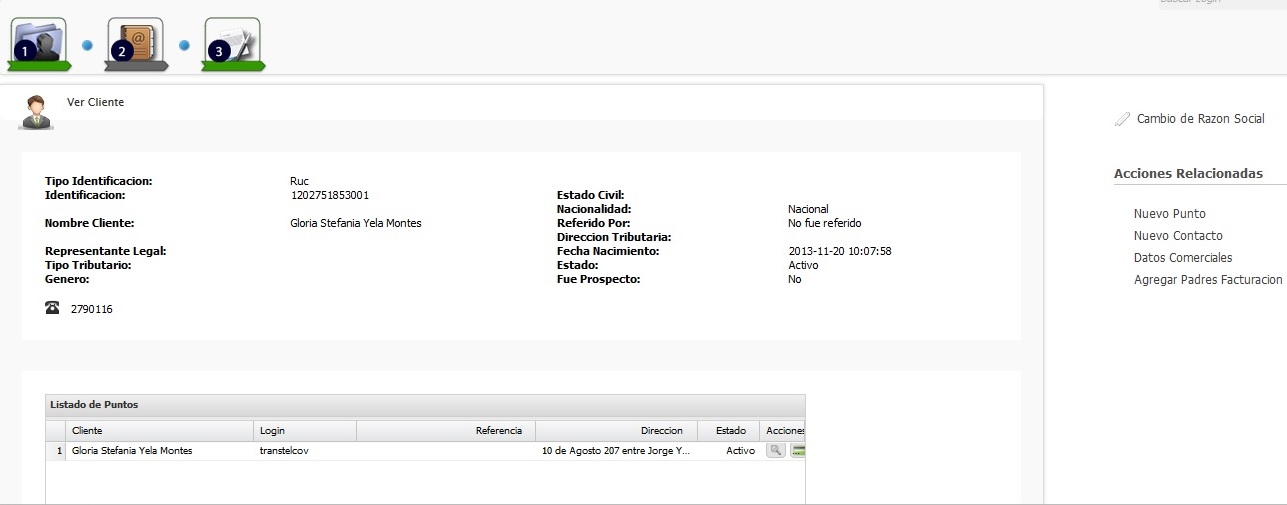 1
2
3
Ver Cliente
Cambio de Razon Social
Acciones Relacionadas
Nuevo Punto
Nuevo Contacto
Datos Comerciales
Agregar Padres Facturacion
Tipo Identificacion: Ruc
Identificacion: 1202751853001 Estado Civil:
Nacionalidad: Nacional
Nombre Cliente: Gloria Stefania Yela Montes Referido Por: No fue referido
Direccion Tributaria:
Representante Legal: Fecha Nacimiento: 2013-11-20 10:07:58
Tipo Tributario: Estado: Activo
Genero: Fue Prospecto: No
2790116
Listado de Puntos
Cliente Login Referencia Direccion Estado Acciones
1 Gloria Stefania Yela Montes transtelcov 10 de Agosto 207 entre Jorge Y... Activo